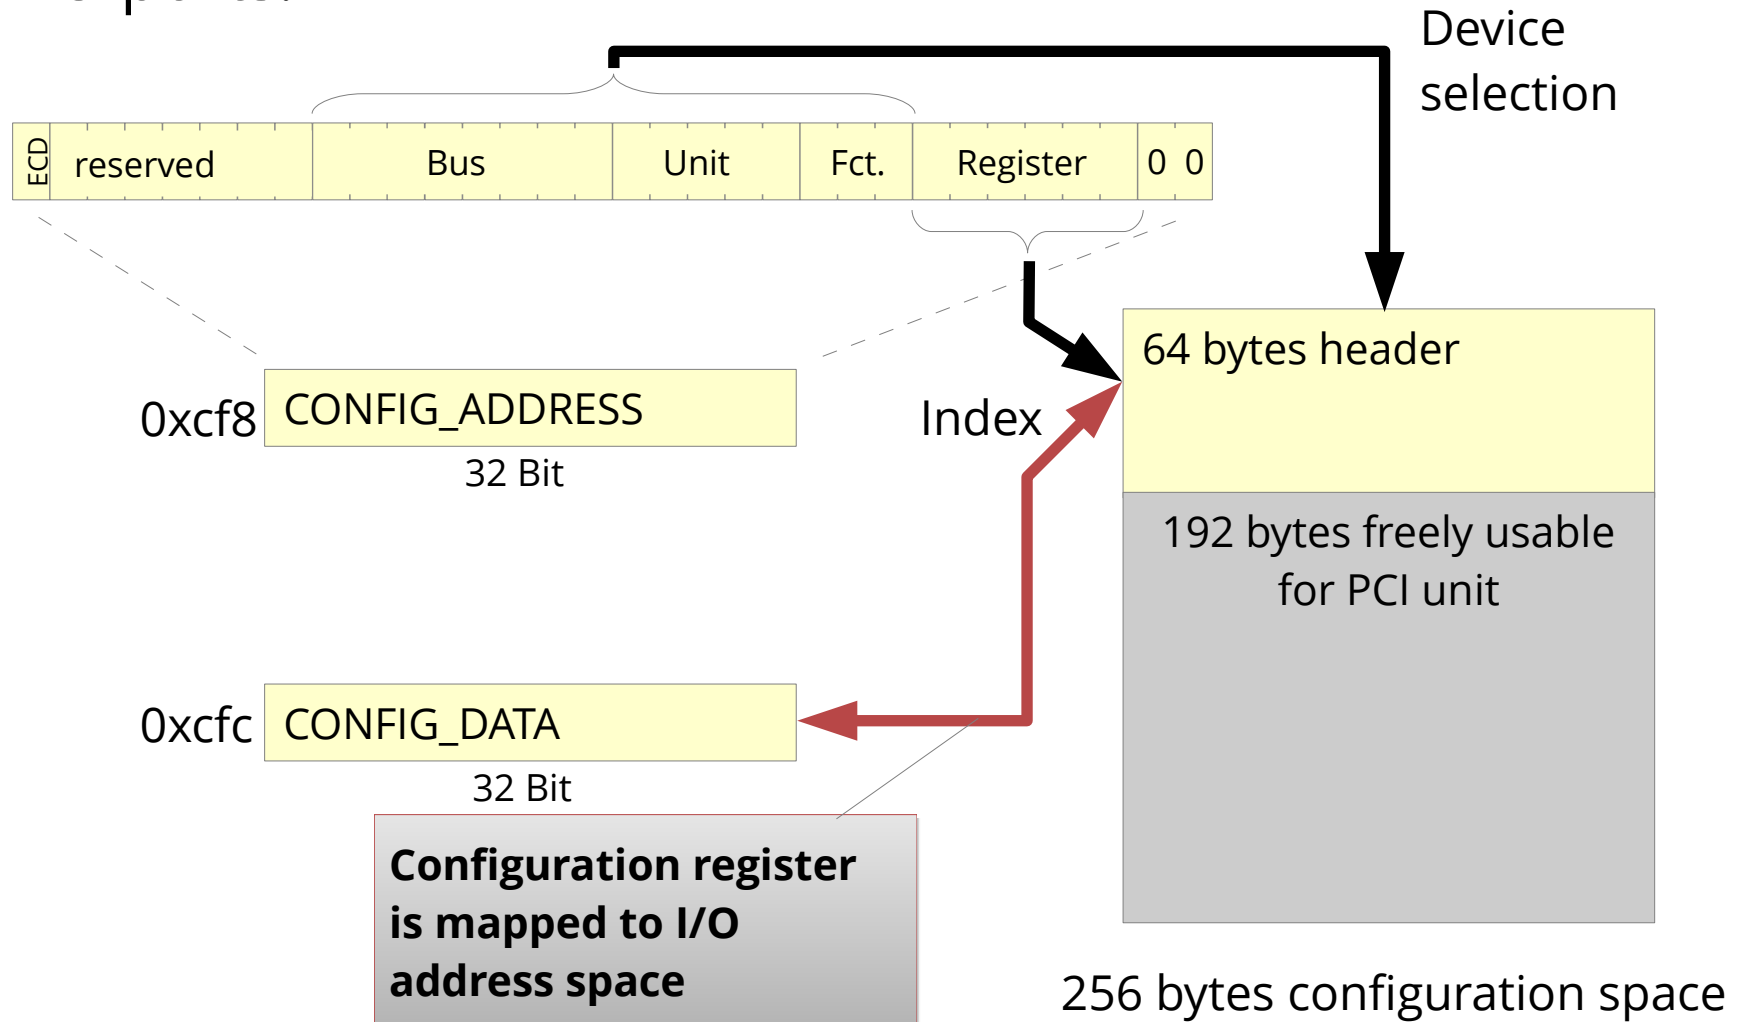 Device
selection
ECD reserved Bus Unit Fct. Register 0 0
64 bytes header
0xcf8 CONFIG_ADDRESS
Index
32 Bit
192 bytes freely usable
for PCI unit
0xcfc CONFIG_DATA
32 Bit
Configuration register
is mapped to I/O
address space
256 bytes configuration space